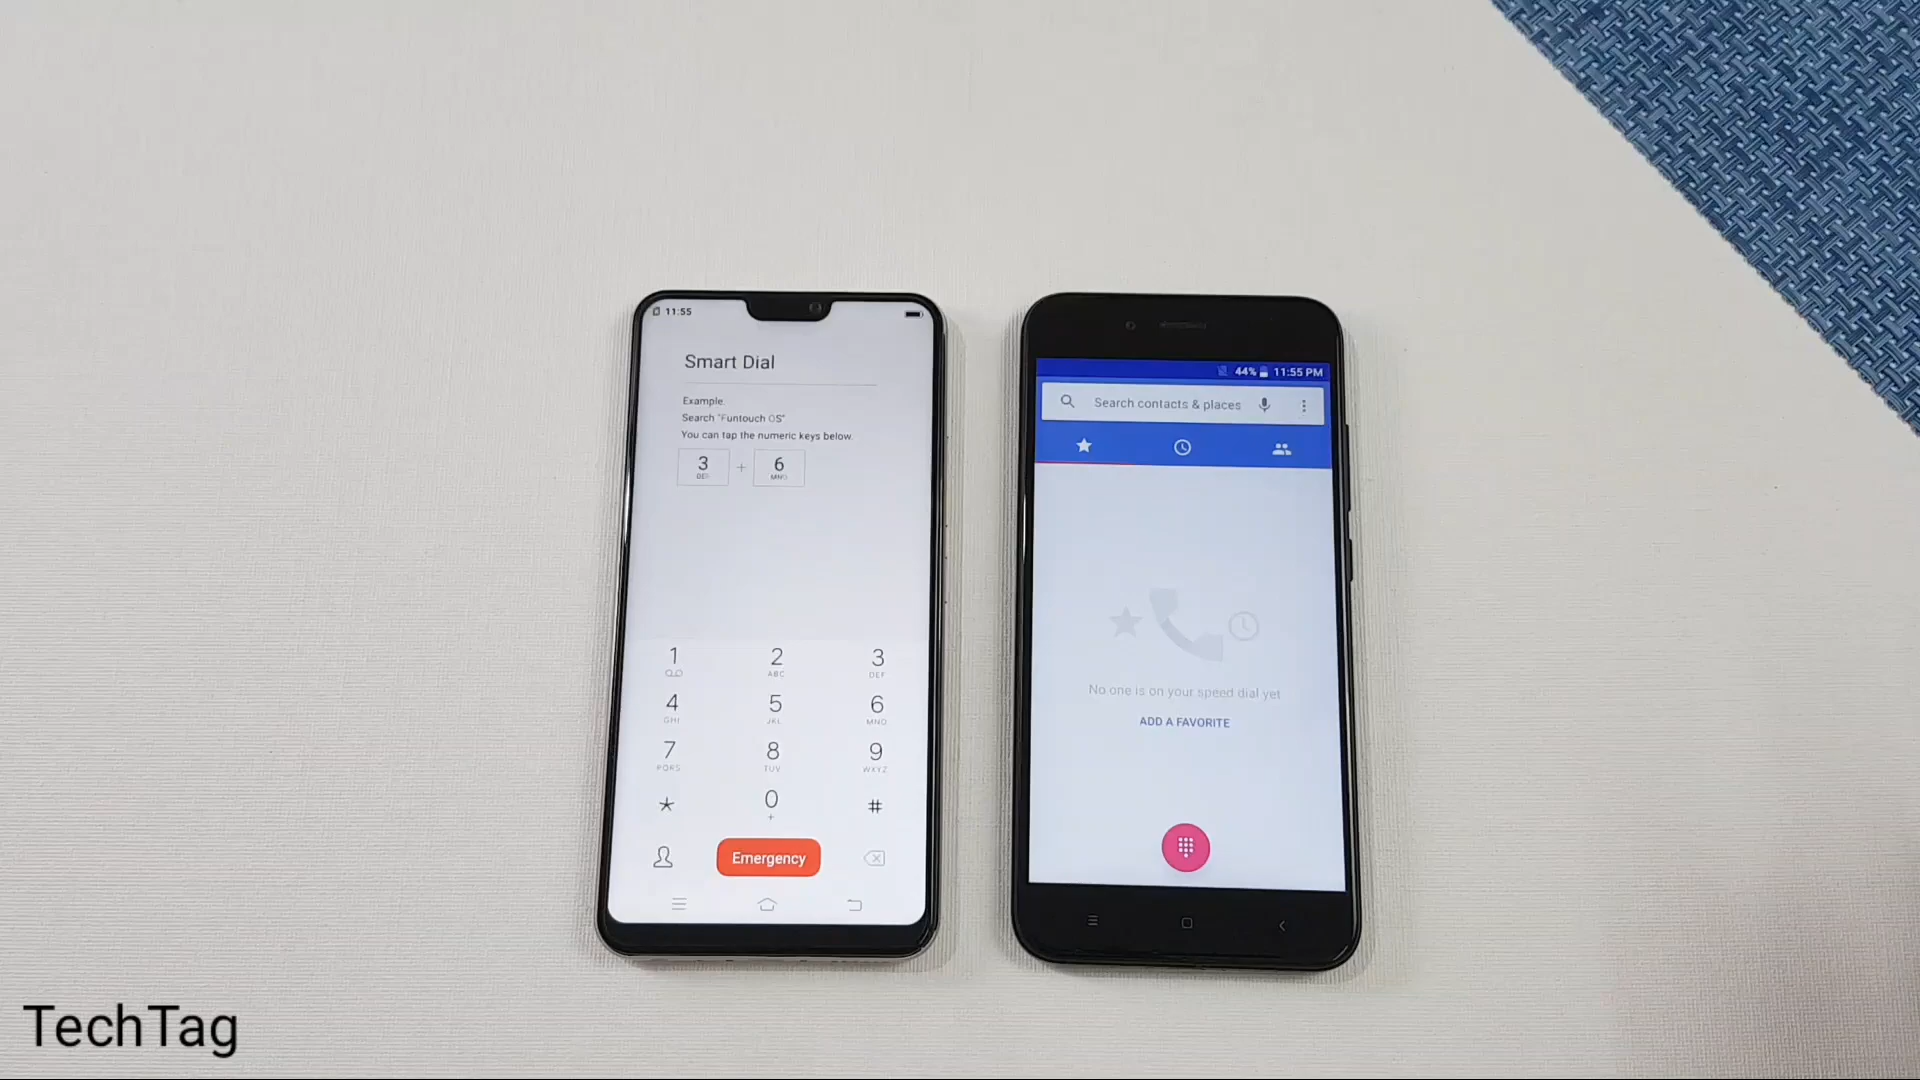 11:55
Smart Dial
Example.
Search "Funtouch OS"
You can tap the numeric keys below.
3 + 6
DEF MNO
1 2 3
ABC DEF
4 5 6
GHI JKL MNO
7 8 9
PQRS TUV WXYZ
* 0 #
+
Emergency
44% 11:55 PM
Search contacts & places
No one is on your speed dial yet
ADD A FAVORITE
TechTag